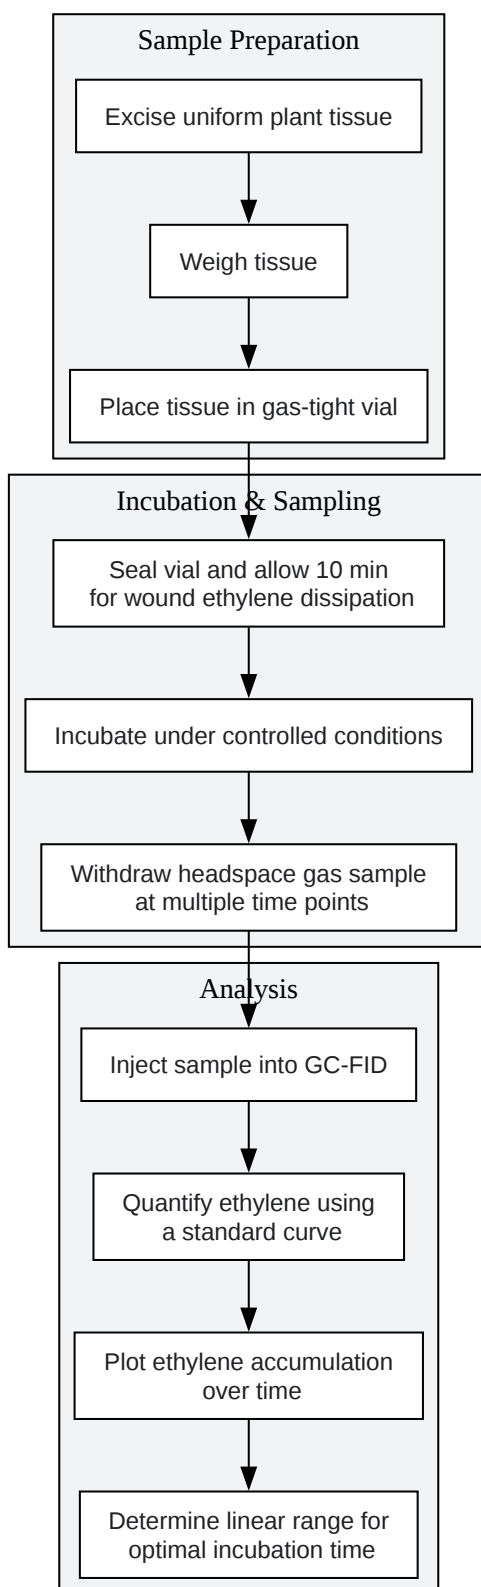 Sample Preparation
Excise uniform plant tissue
Weigh tissue
Place tissue in gas-tight vial
Incubation & Sampling
Seal vial and allow 10 min
for wound ethylene dissipation
Incubate under controlled conditions
Withdraw headspace gas sample
at multiple time points
Analysis
Inject sample into GC-FID
Quantify ethylene using
a standard curve
Plot ethylene accumulation
over time
Determine linear range for
optimal incubation time